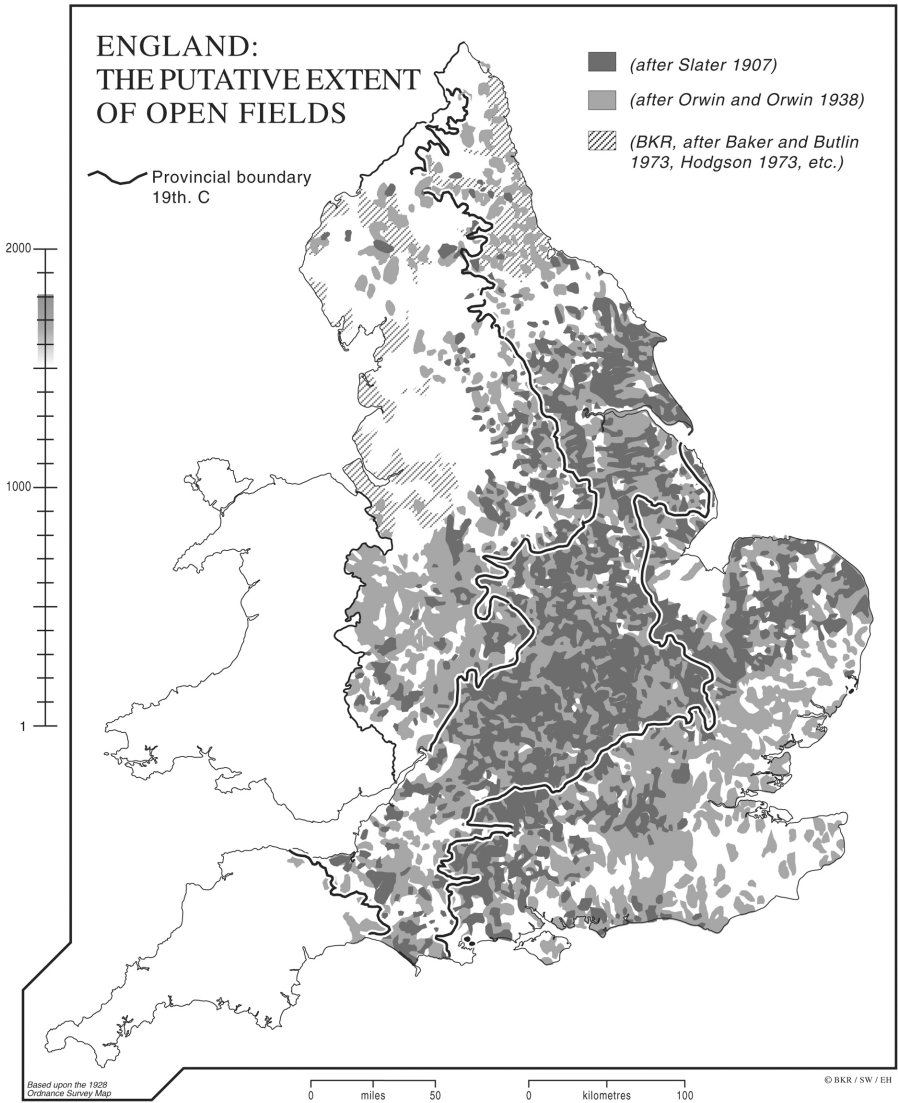 ENGLAND:
THE PUTATIVE EXTENT
OF OPEN FIELDS
Provincial boundary
19th. C
(after Slater 1907)
(after Orwin and Orwin 1938)
(BKR, after Baker and Butlin
1973, Hodgson 1973, etc.)
2000
1000
1
Based upon the 1928
Ordnance Survey Map
0 miles 50
0 kilometres 100
© BKR / SW / EH